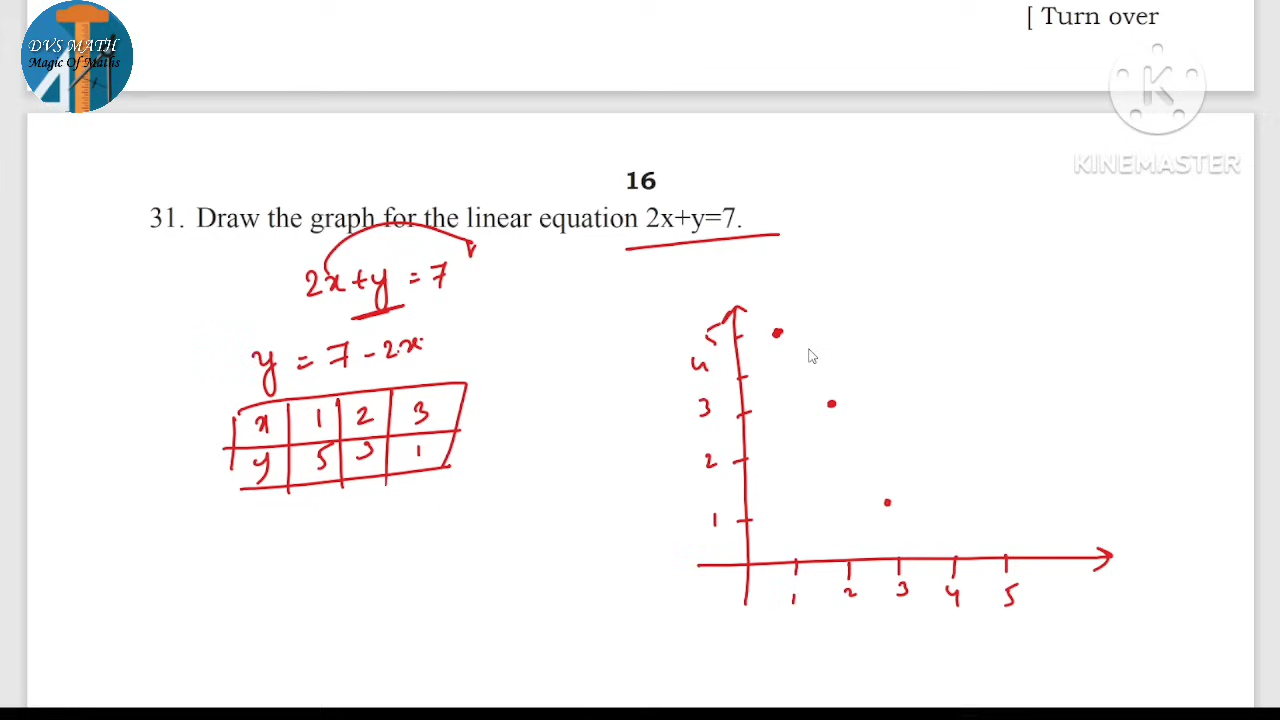 [ Turn over
DVS MATH
Magic Of Maths
KINEMASTER
16
31. Draw the graph for the linear equation 2x+y=7.
2x+y = 7
y = 7 - 2x
x 1 2 3
y 5 3 1
5
4
3
2
1
1 2 3 4 5